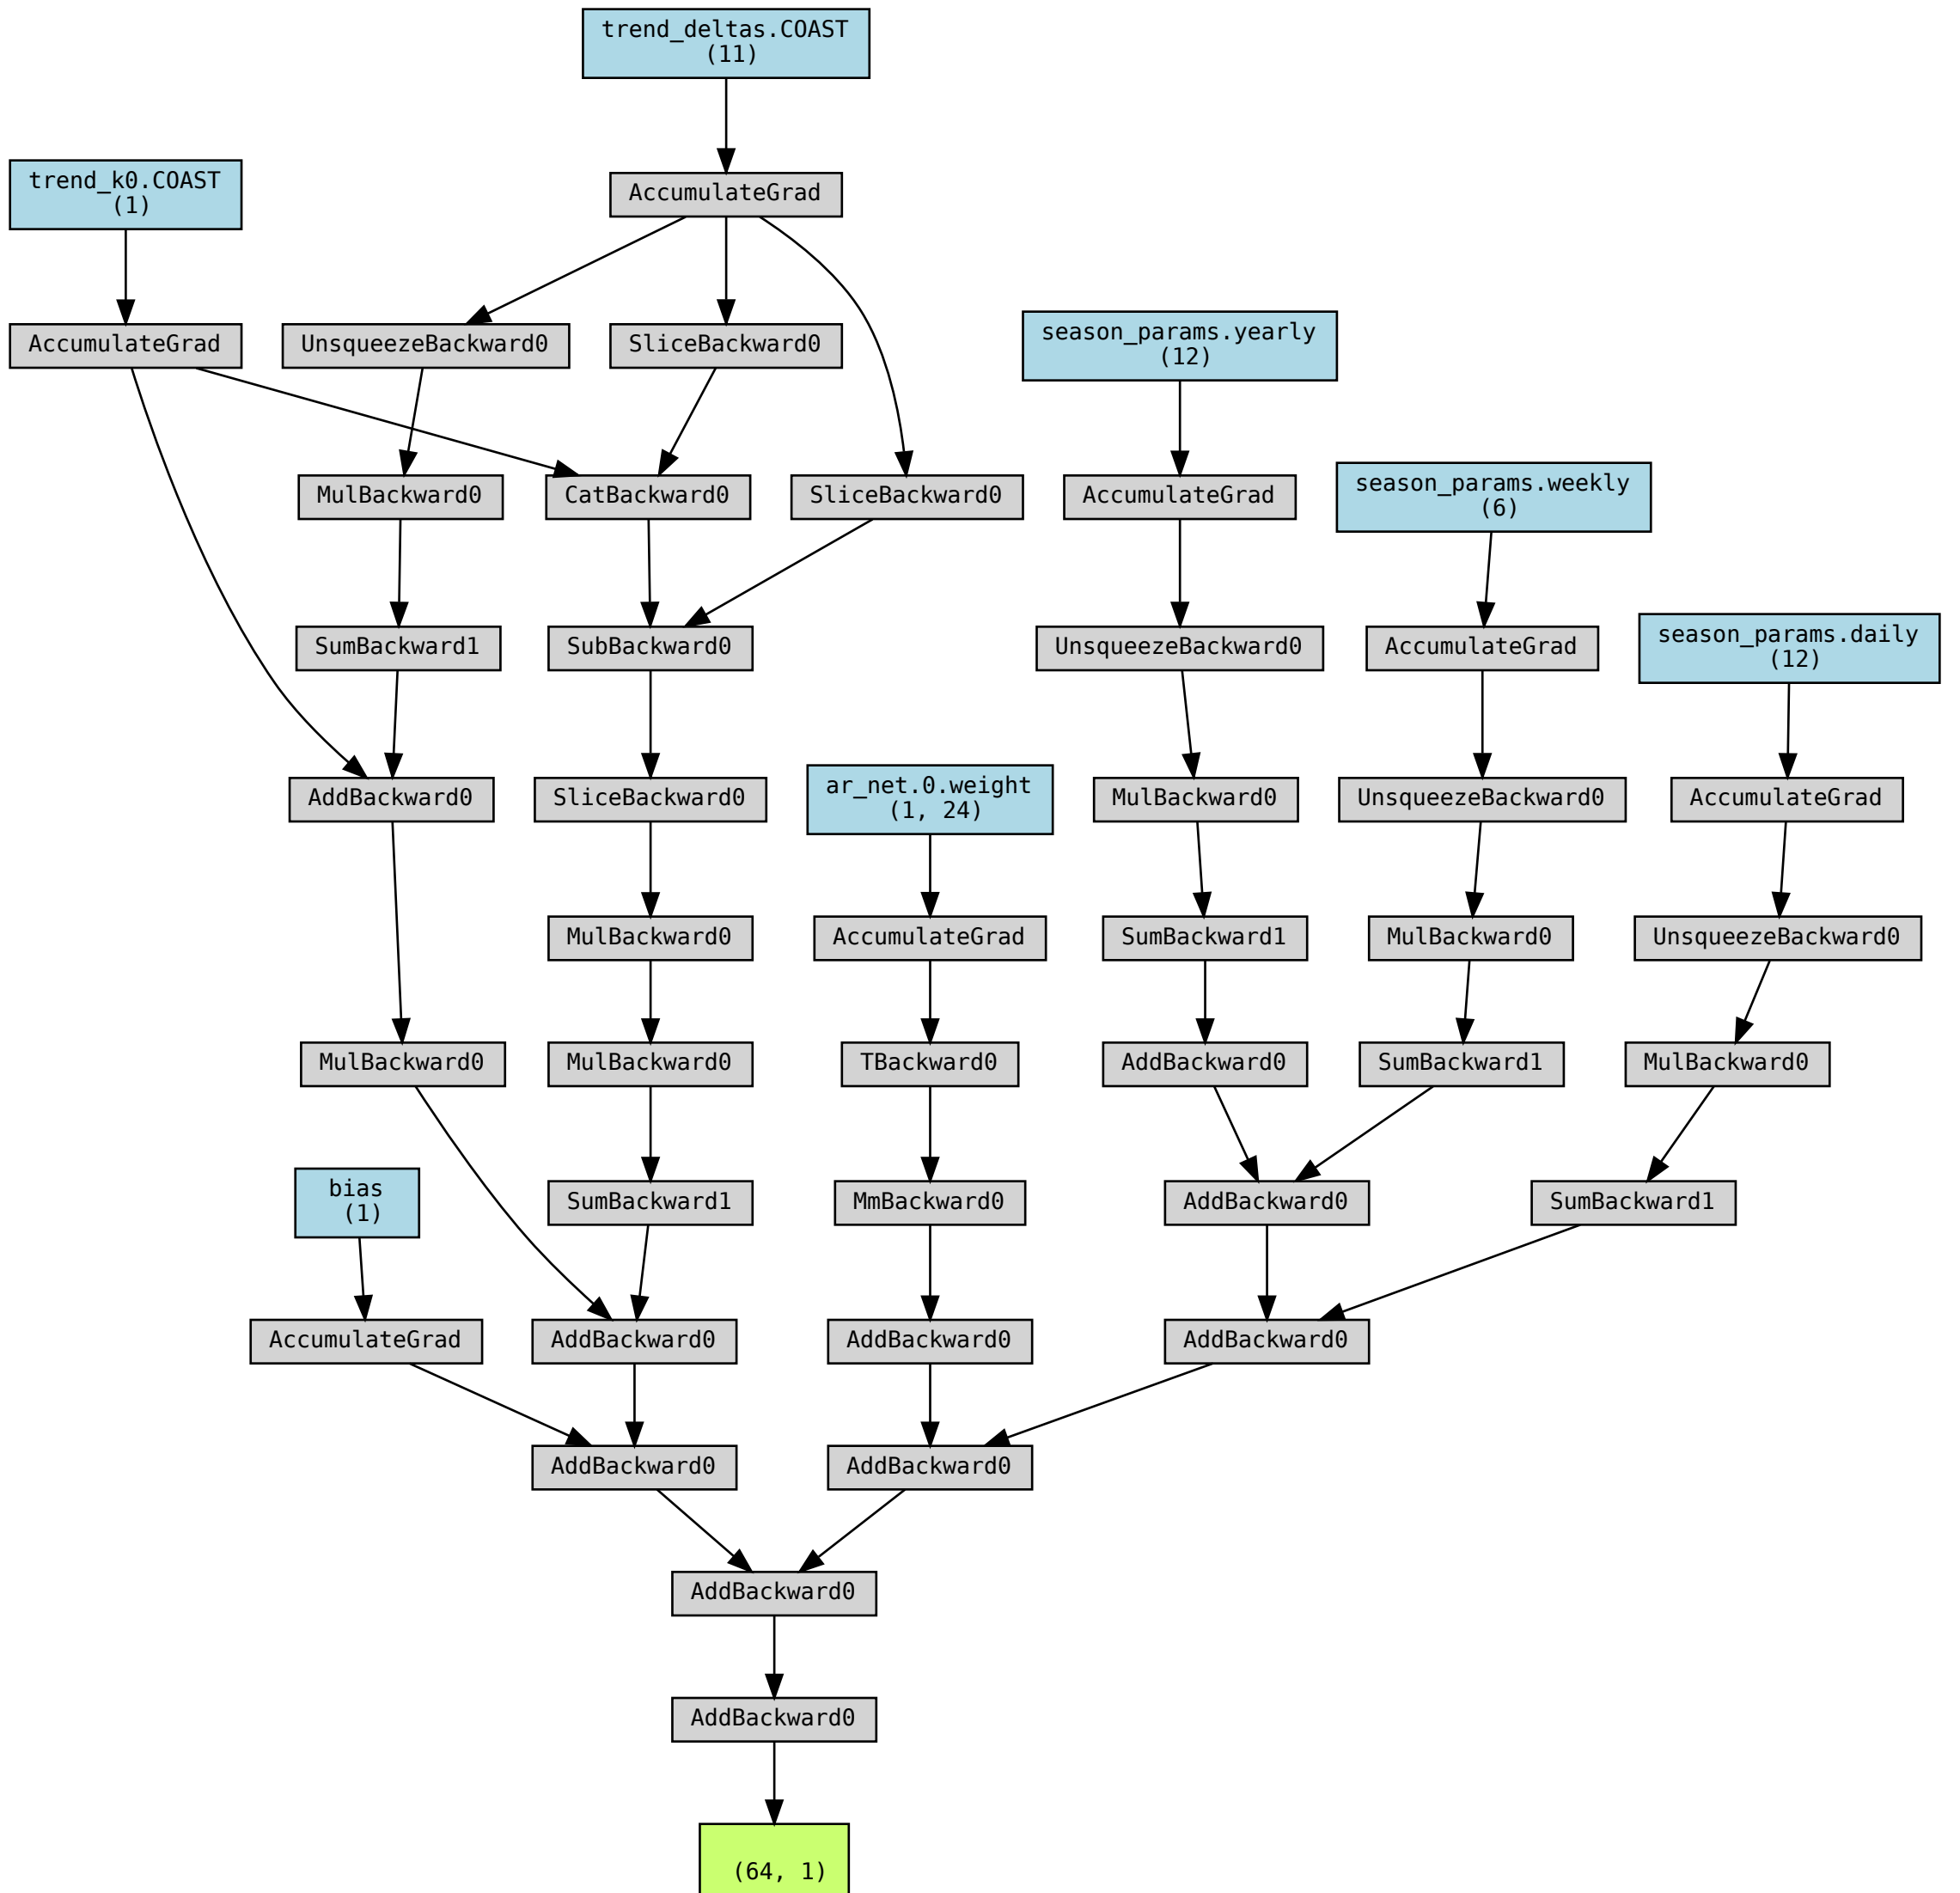 trend_deltas.COAST
(11)
trend_k0.COAST
(1)
AccumulateGrad
AccumulateGrad
UnsqueezeBackward0
SliceBackward0
season_params.yearly
(12)
MulBackward0
CatBackward0
SliceBackward0
AccumulateGrad
season_params.weekly
(6)
SumBackward1
SubBackward0
UnsqueezeBackward0
AccumulateGrad
season_params.daily
(12)
AddBackward0
SliceBackward0
ar_net.0.weight
(1, 24)
MulBackward0
UnsqueezeBackward0
AccumulateGrad
MulBackward0
AccumulateGrad
SumBackward1
MulBackward0
UnsqueezeBackward0
MulBackward0
MulBackward0
TBackward0
AddBackward0
SumBackward1
MulBackward0
bias
(1)
SumBackward1
MmBackward0
AddBackward0
SumBackward1
AccumulateGrad
AddBackward0
AddBackward0
AddBackward0
AddBackward0
AddBackward0
AddBackward0
AddBackward0
(64, 1)